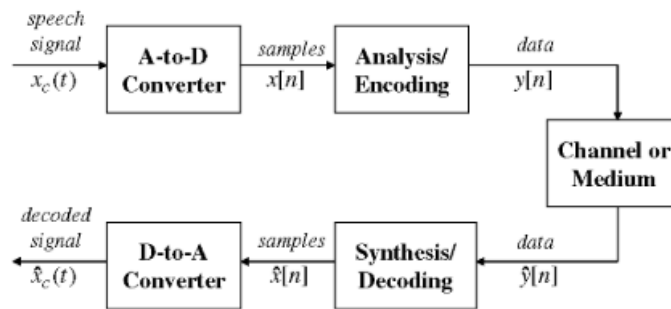 speech
signal
x_c(t)
A-to-D
Converter
samples
x[n]
Analysis/
Encoding
data
y[n]
Channel or
Medium
decoded
signal
x̂_c(t)
D-to-A
Converter
samples
x̂[n]
Synthesis/
Decoding
data
ŷ[n]